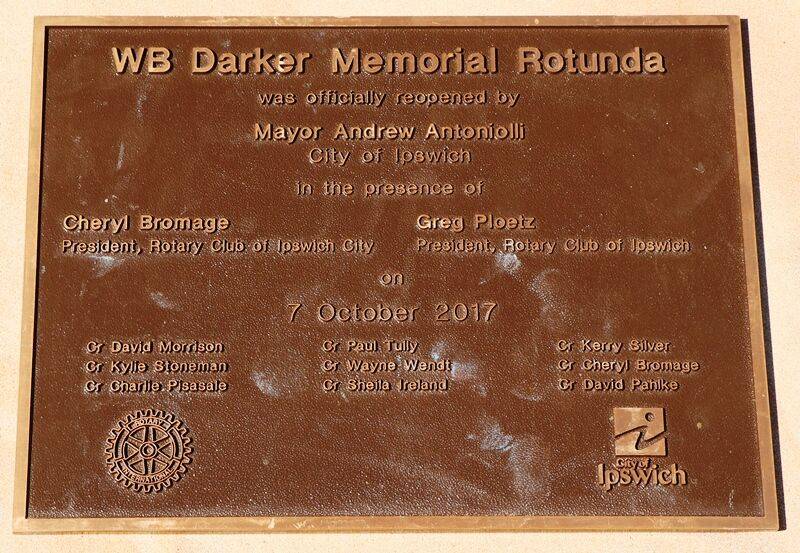 WB Darker Memorial Rotunda
was officially reopened by
Mayor Andrew Antoniolli
City of Ipswich
in the presence of
Cheryl Bromage
President, Rotary Club of Ipswich City
Greg Ploetz
President, Rotary Club of Ipswich
on
7 October 2017
Cr David Morrison
Cr Kylie Stoneman
Cr Charlie Pisasale
Cr Paul Tully
Cr Wayne Wendt
Cr Sheila Ireland
Cr Kerry Silver
Cr Cheryl Bromage
Cr David Pahlke
ROTARY
INTERNATIONAL
City of
Ipswich